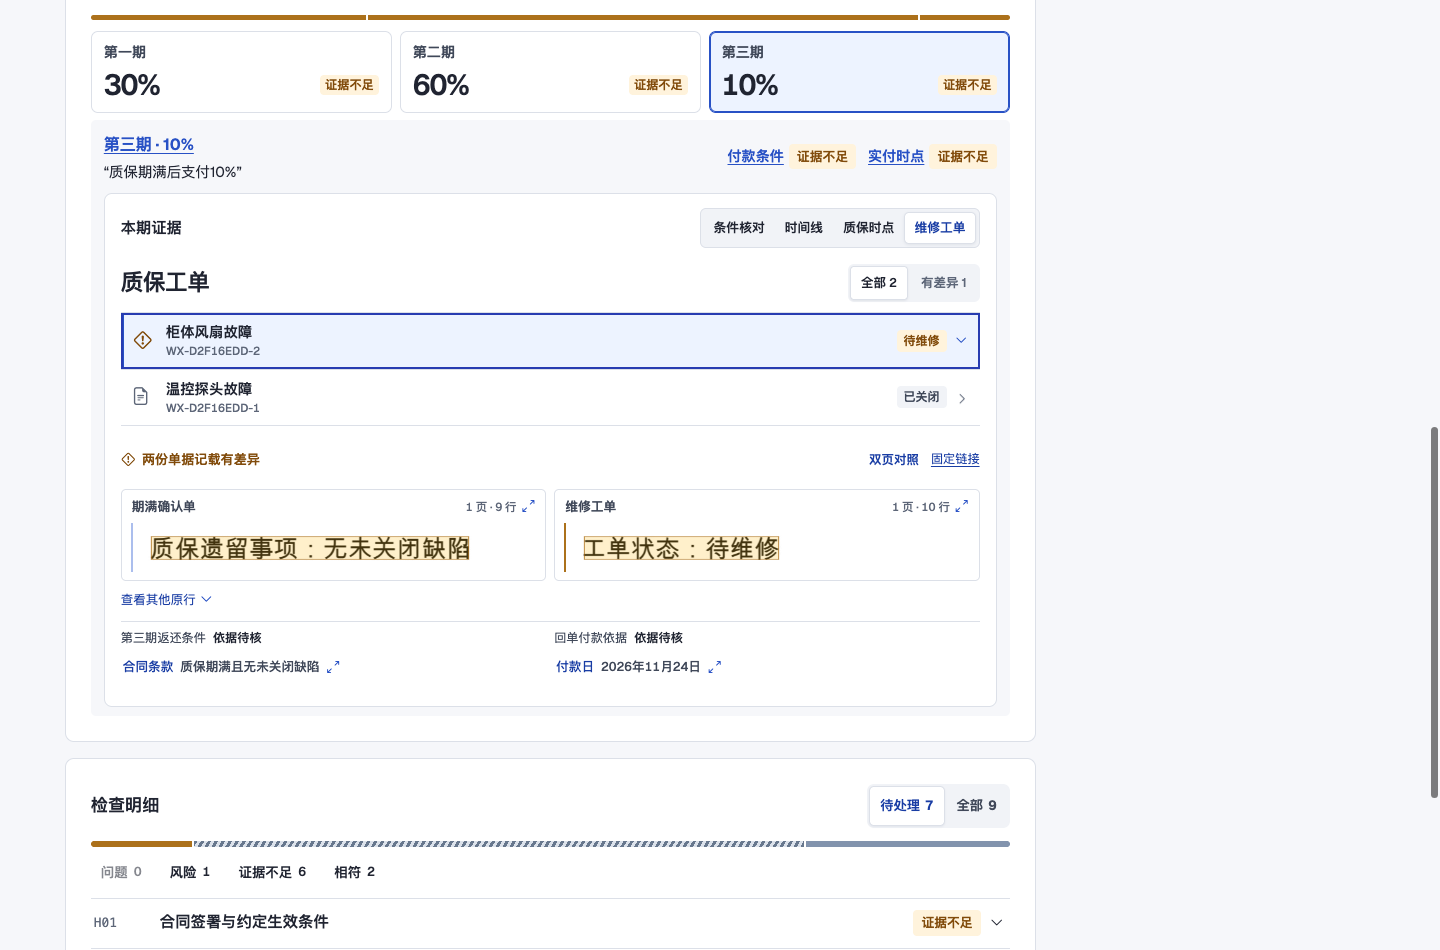 第一期
30% 证据不足
第二期
60% 证据不足
第三期
10% 证据不足
第三期 · 10%
“质保期满后支付10%”
付款条件 证据不足 实付时点 证据不足
本期证据
条件核对 时间线 质保时点 维修工单
质保工单
全部 2 有差异 1
柜体风扇故障
WX-D2F16EDD-2
待维修
温控探头故障
WX-D2F16EDD-1
已关闭
两份单据记载有差异
双页对照 固定链接
期满确认单 1 页 · 9 行
质保遗留事项：无未关闭缺陷
维修工单 1 页 · 10 行
工单状态：待维修
查看其他原行
第三期返还条件 依据待核
合同条款 质保期满且无未关闭缺陷
回单付款依据 依据待核
付款日 2026年11月24日
检查明细
待处理 7 全部 9
问题 0 风险 1 证据不足 6 相符 2
H01 合同签署与约定生效条件 证据不足